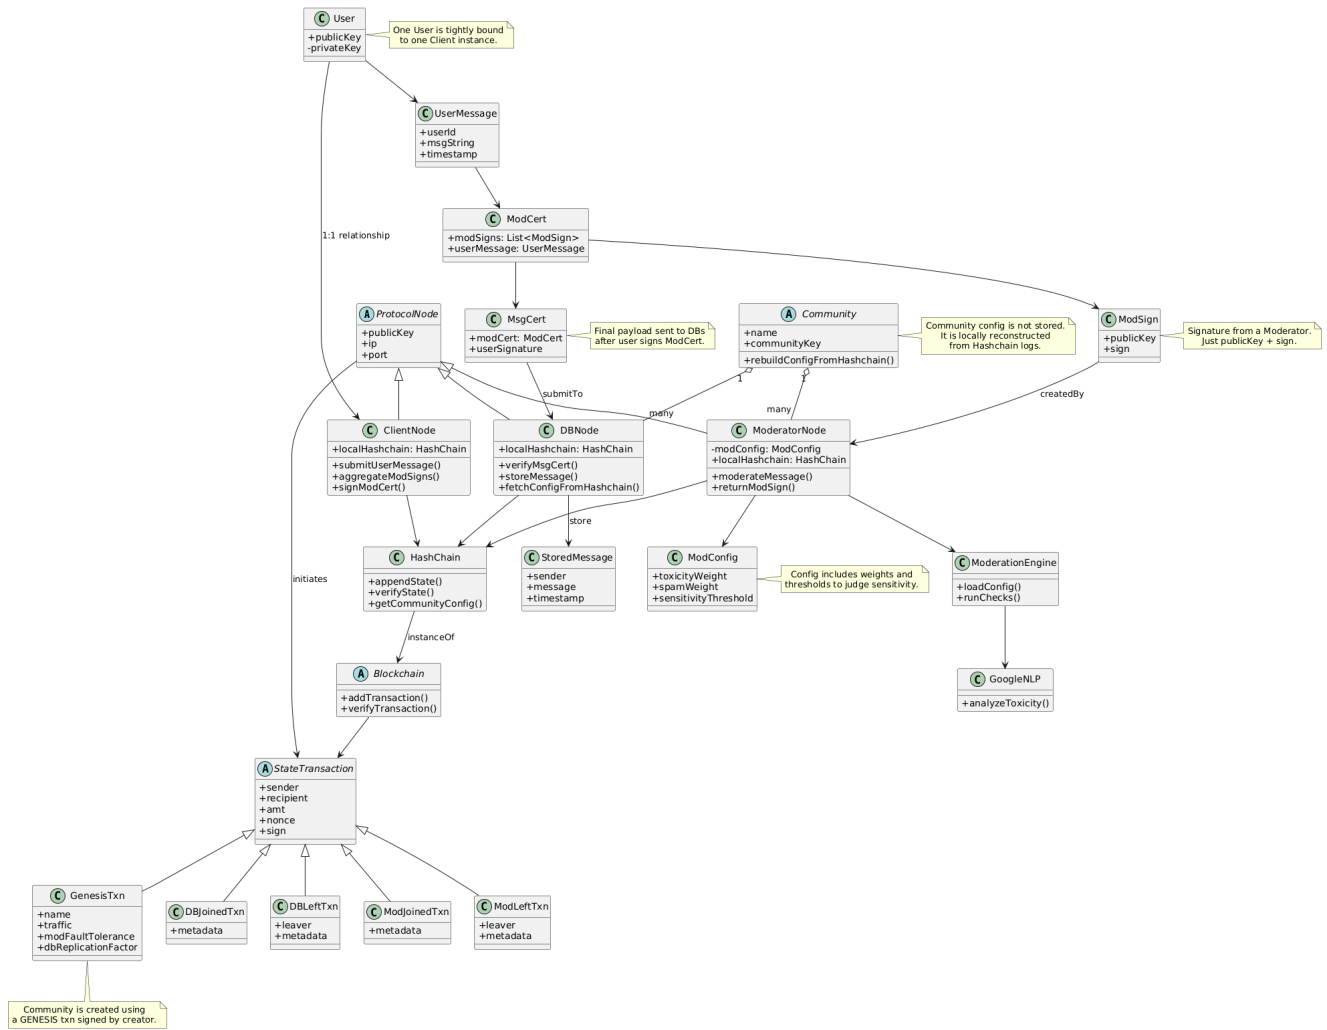 C User
+publicKey
-privateKey
One User is tightly bound
to one Client instance.
C UserMessage
+userId
+msgString
+timestamp
1:1 relationship
C ModCert
+modSigns: List<ModSign>
+userMessage: UserMessage
A ProtocolNode
+publicKey
+ip
+port
C MsgCert
+modCert: ModCert
+userSignature
Final payload sent to DBs
after user signs ModCert.
A Community
+name
+communityKey
+rebuildConfigFromHashchain()
Community config is not stored.
It is locally reconstructed
from Hashchain logs.
C ModSign
+publicKey
+sign
Signature from a Moderator.
Just publicKey + sign.
1
1
submitTo
many
many
createdBy
C ClientNode
+localHashchain: HashChain
+submitUserMessage()
+aggregateModSigns()
+signModCert()
C DBNode
+localHashchain: HashChain
+verifyMsgCert()
+storeMessage()
+fetchConfigFromHashchain()
C ModeratorNode
-modConfig: ModConfig
+localHashchain: HashChain
+moderateMessage()
+returnModSign()
store
initiates
C HashChain
+appendState()
+verifyState()
+getCommunityConfig()
C StoredMessage
+sender
+message
+timestamp
C ModConfig
+toxicityWeight
+spamWeight
+sensitivityThreshold
Config includes weights and
thresholds to judge sensitivity.
C ModerationEngine
+loadConfig()
+runChecks()
instanceOf
A Blockchain
+addTransaction()
+verifyTransaction()
C GoogleNLP
+analyzeToxicity()
A StateTransaction
+sender
+recipient
+amt
+nonce
+sign
C GenesisTxn
+name
+traffic
+modFaultTolerance
+dbReplicationFactor
C DBJoinedTxn
+metadata
C DBLeftTxn
+leaver
+metadata
C ModJoinedTxn
+metadata
C ModLeftTxn
+leaver
+metadata
Community is created using
a GENESIS txn signed by creator.